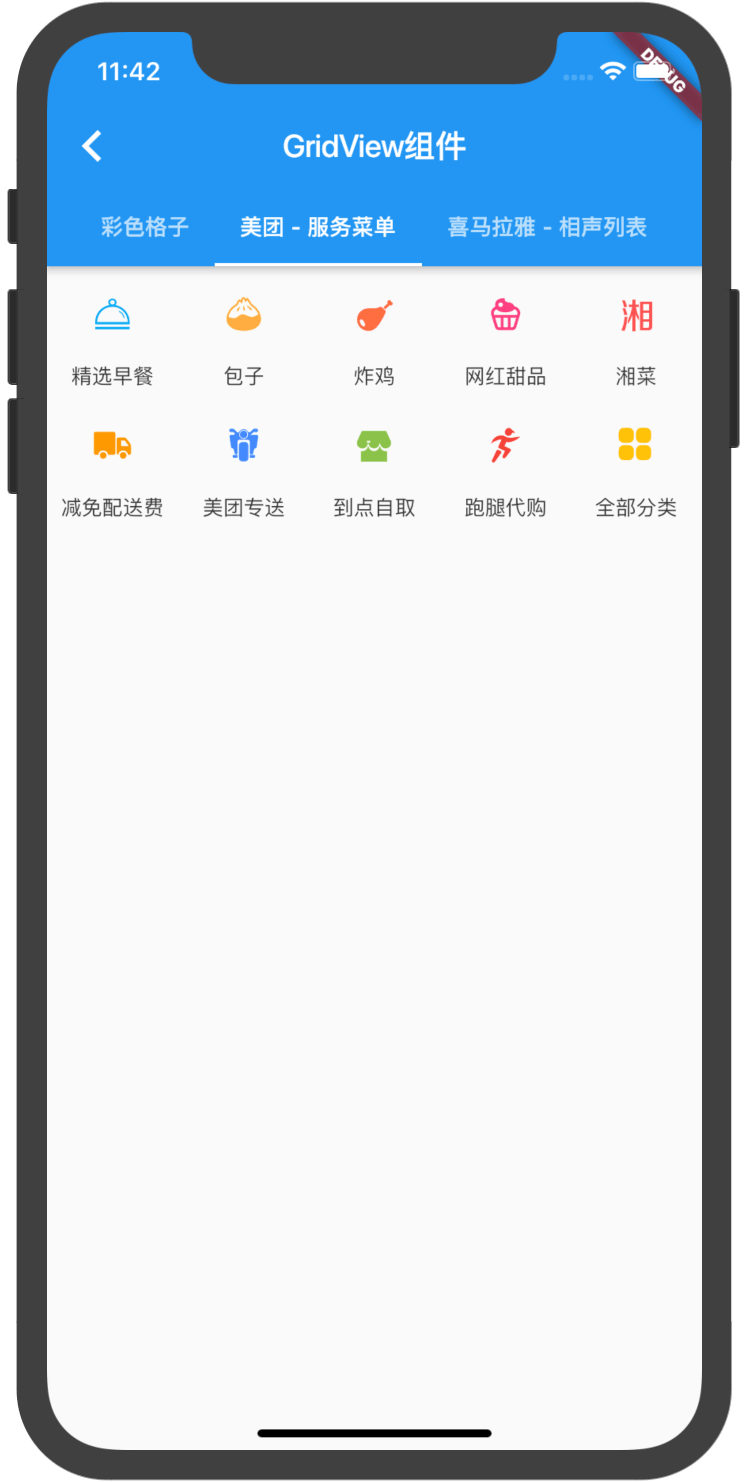 11:42
DEBUG
GridView组件
彩色格子 美团 - 服务菜单 喜马拉雅 - 相声列表
湘
精选早餐 包子 炸鸡 网红甜品 湘菜
减免配送费 美团专送 到点自取 跑腿代购 全部分类